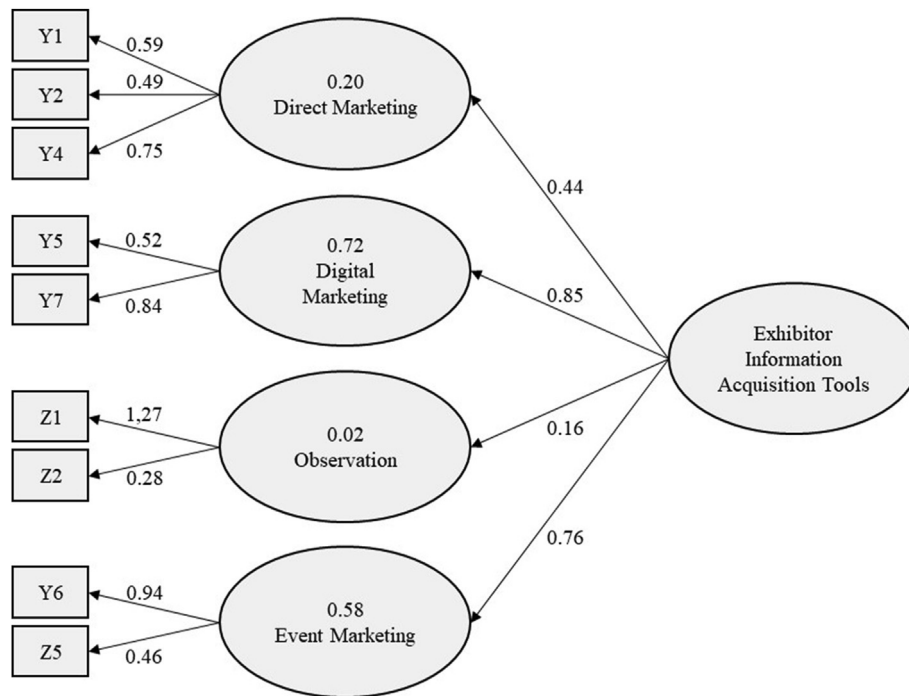 Y1
0.59
0.20
Direct Marketing
Y2
0.49
Y4
0.75
0.44
Y5
0.52
0.72
Digital
Marketing
Y7
0.84
0.85
Exhibitor
Information
Acquisition Tools
Z1
1,27
0.02
Observation
Z2
0.28
0.16
0.76
Y6
0.94
0.58
Event Marketing
Z5
0.46